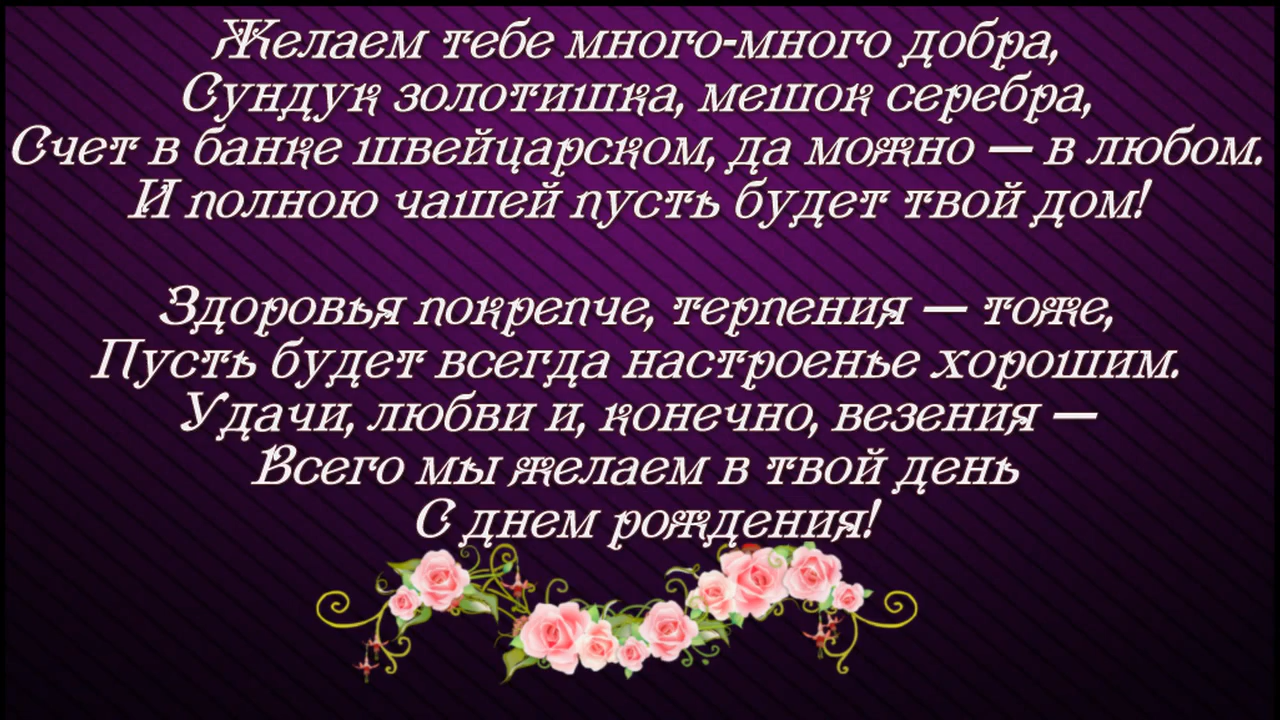 Желаем тебе много-много добра,
Сундук золотишка, мешок серебра,
Счет в банке швейцарском, да можно — в любом.
И полною чашей пусть будет твой дом!
Здоровья покрепче, терпения — тоже,
Пусть будет всегда настроенье хорошим.
Удачи, любви и, конечно, везения —
Всего мы желаем в твой день
С днем рождения!